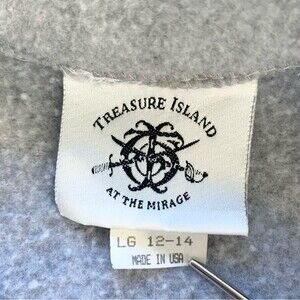 TREASURE ISLAND
AT THE MIRAGE
LG 12-14
MADE IN USA